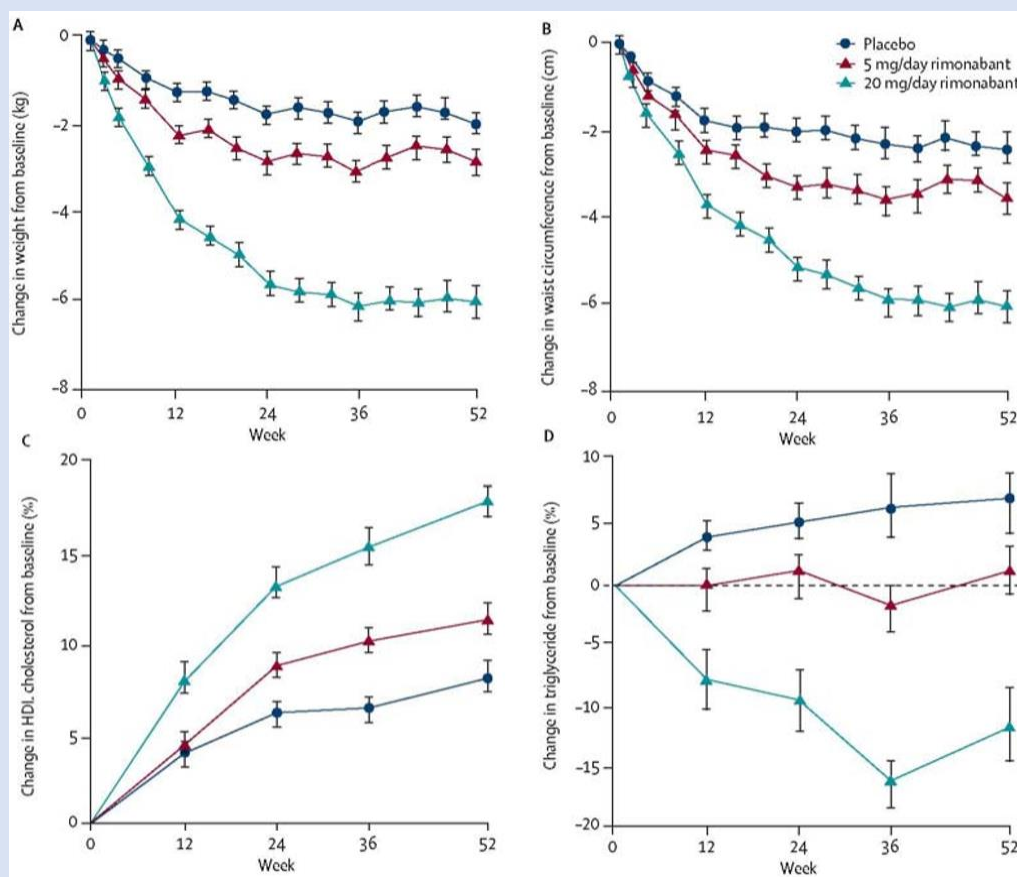 A
Change in weight from baseline (kg)
0
−2
−4
−6
−8
0 12 24 36 52
Week
B
Change in waist circumference from baseline (cm)
Placebo
5 mg/day rimonabant
20 mg/day rimonabant
0
−2
−4
−6
−8
0 12 24 36 52
Week
C
Change in HDL cholesterol from baseline (%)
20
15
10
5
0
0 12 24 36 52
Week
D
Change in triglyceride from baseline (%)
10
5
0
−5
−10
−15
−20
0 12 24 36 52
Week